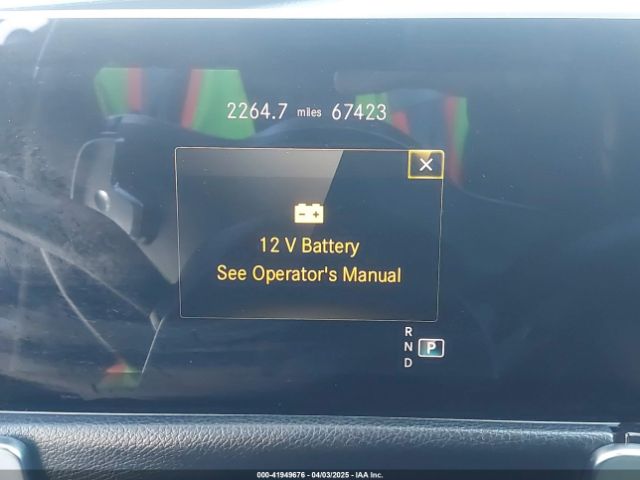 2264.7 miles 67423
X
12 V Battery
See Operator's Manual
R
N P
D
000-41949676 - 04/03/2025 - IAA Inc.